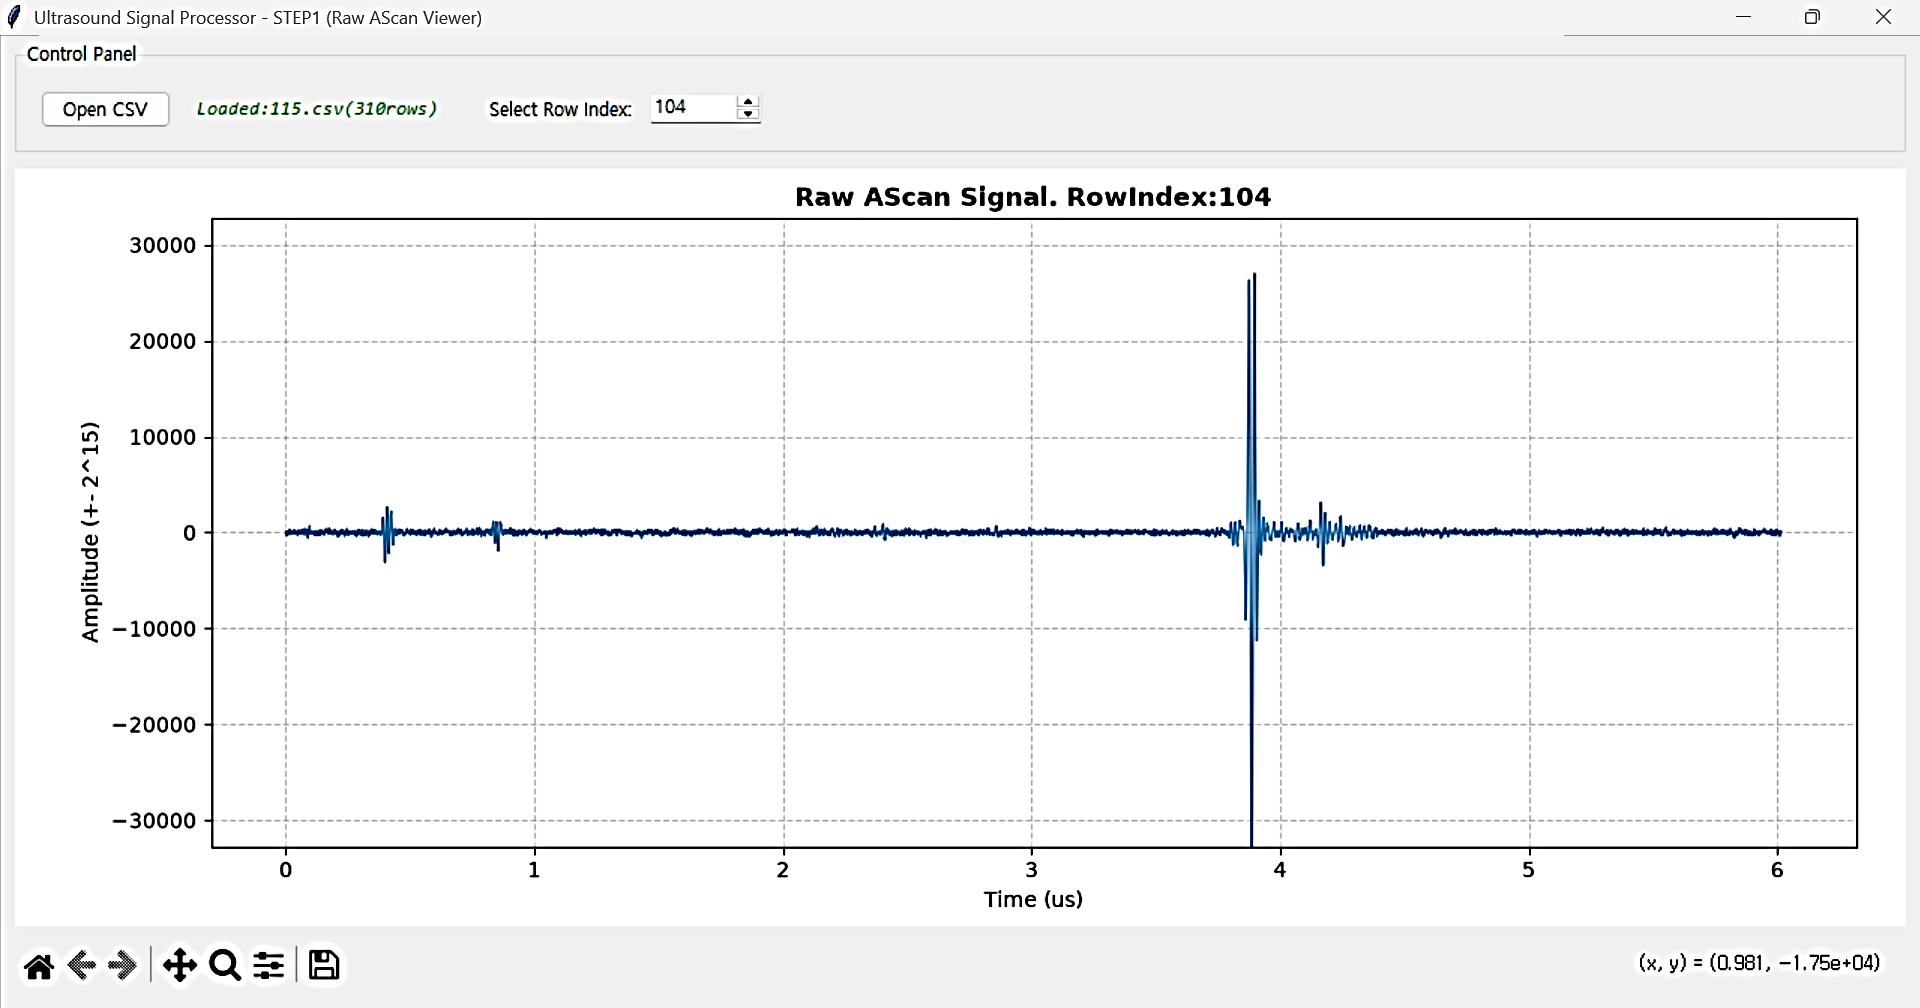 Ultrasound Signal Processor - STEP1 (Raw AScan Viewer)
Control Panel
Open CSV
Loaded:115.csv(310rows)
Select Row Index:
104
Raw AScan Signal. RowIndex:104
30000
20000
10000
0
−10000
−20000
−30000
Amplitude (+- 2^15)
0 1 2 3 4 5 6
Time (us)
(x, y) = (0.981, −1.75e+04)